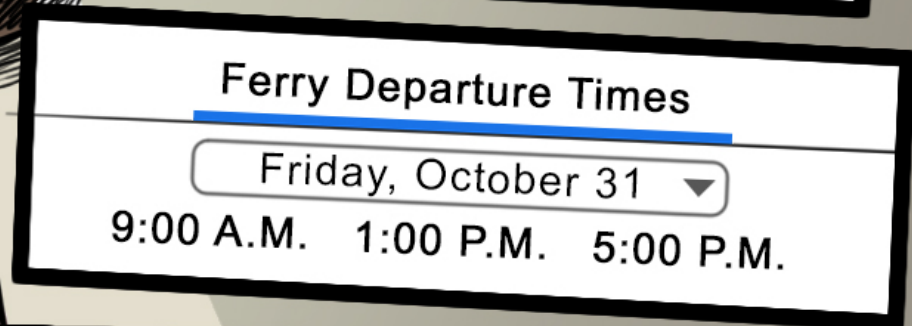 Ferry Departure Times
Friday, October 31
9:00 A.M. 1:00 P.M. 5:00 P.M.